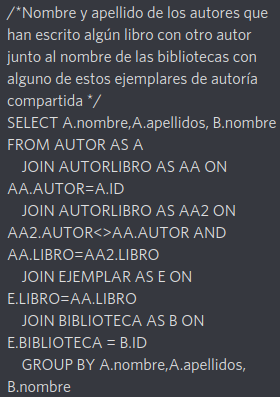 /*Nombre y apellido de los autores que
han escrito algún libro con otro autor
junto al nombre de las bibliotecas con
alguno de estos ejemplares de autoría
compartida */
SELECT A.nombre,A.apellidos, B.nombre
FROM AUTOR AS A
JOIN AUTORLIBRO AS AA ON
AA.AUTOR=A.ID
JOIN AUTORLIBRO AS AA2 ON
AA2.AUTOR<>AA.AUTOR AND
AA.LIBRO=AA2.LIBRO
JOIN EJEMPLAR AS E ON
E.LIBRO=AA.LIBRO
JOIN BIBLIOTECA AS B ON
E.BIBLIOTECA = B.ID
GROUP BY A.nombre,A.apellidos,
B.nombre